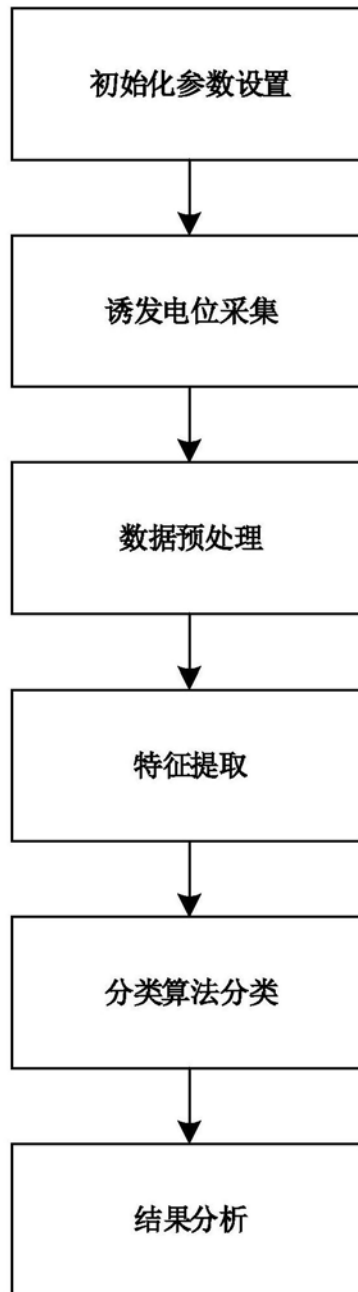 初始化参数设置
诱发电位采集
数据预处理
特征提取
分类算法分类
结果分析